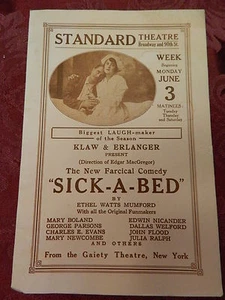 STANDARD THEATRE
Broadway and 90th St.
WEEK
Beginning
MONDAY
JUNE
3
MATINEES:
Tuesday
Thursday
and Saturday
Biggest LAUGH-maker
of the Season
KLAW & ERLANGER
PRESENT
(Direction of Edgar MacGregor)
The New Farcical Comedy
"SICK-A-BED"
BY
ETHEL WATTS MUMFORD
With all the Original Funmakers
MARY BOLAND
EDWIN NICANDER
GEORGE PARSONS
DALLAS WELFORD
CHARLES E. EVANS
JOHN FLOOD
MARY NEWCOMBE
JULIA RALPH
AND OTHERS
From the Gaiety Theatre, New York